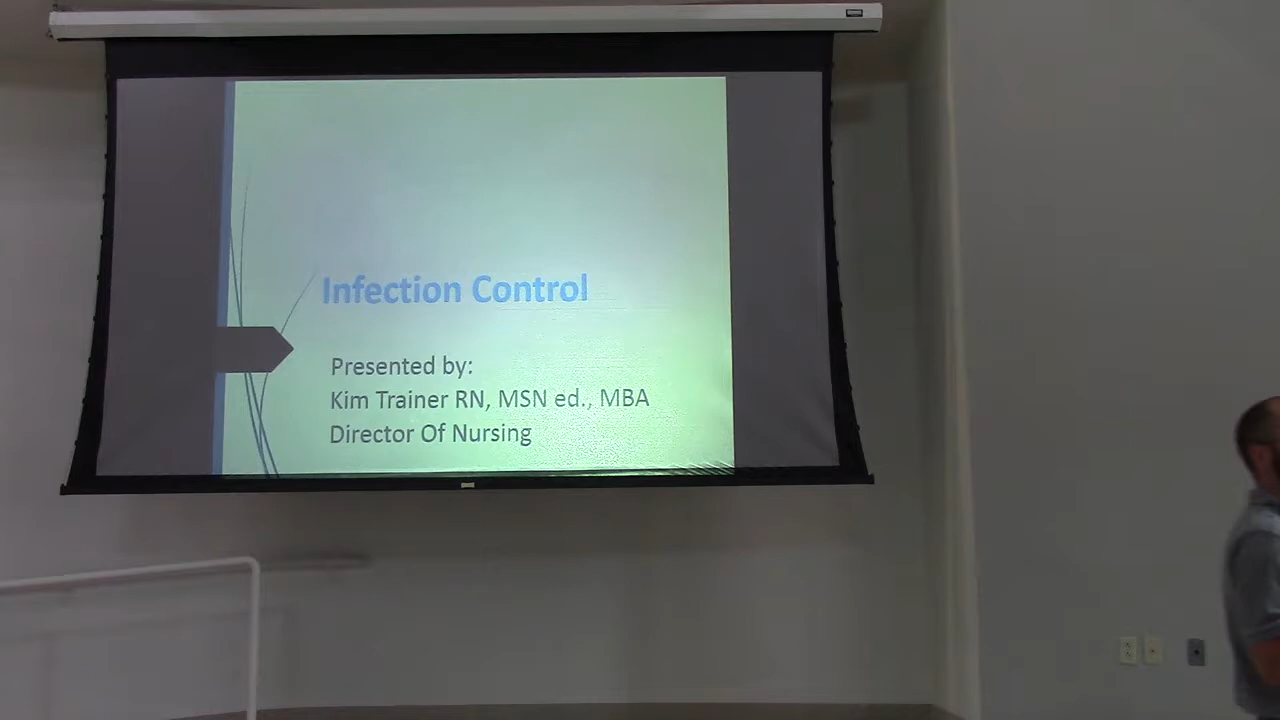 Infection Control
Presented by:
Kim Trainer RN, MSN ed., MBA
Director Of Nursing